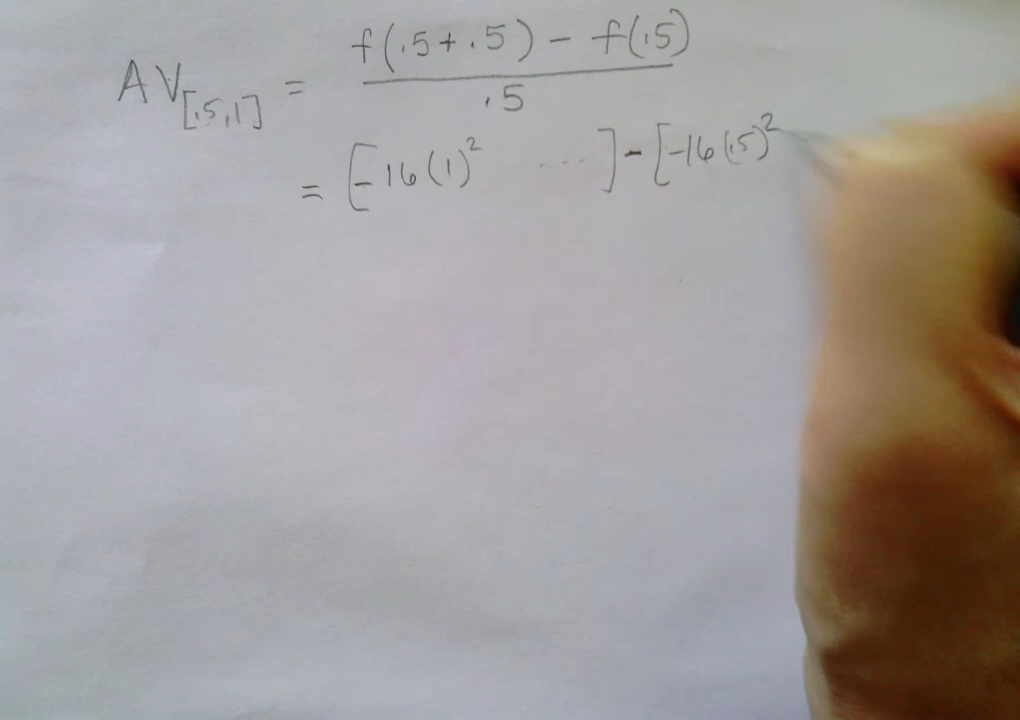 AV[.5,1] = f(.5+.5) - f(.5)
.5
= [-16(1)² ....] - [-16(.5)²